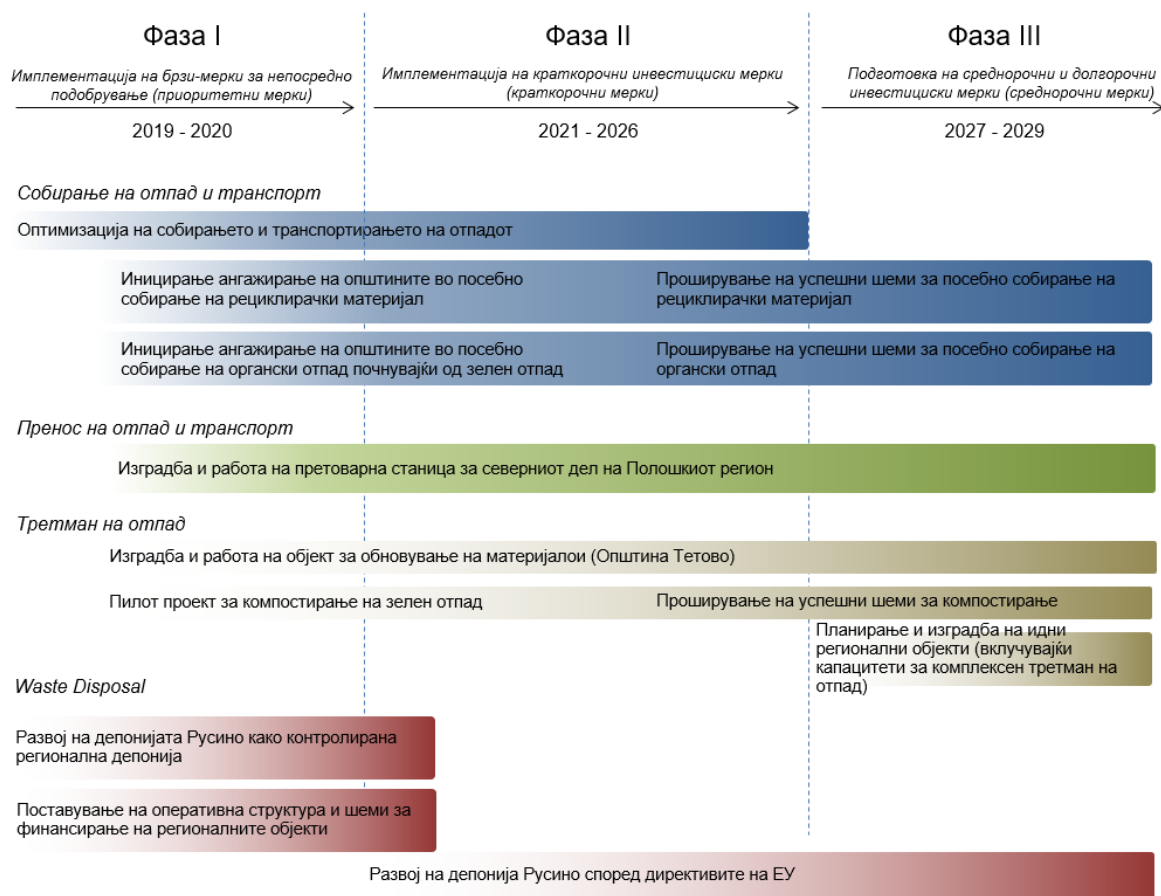 Фаза I
Фаза II
Фаза III
Имплементација на брзи-мерки за непосредно
подобрување (приоритетни мерки)
Имплементација на краткорочни инвестициски мерки
(краткорочни мерки)
Подготовка на среднорочни и долгорочни
инвестициски мерки (среднорочни мерки)
2019 - 2020
2021 - 2026
2027 - 2029
Собирање на отпад и транспорт
Оптимизација на собирањето и транспортирањето на отпадот
Иницирање ангажирање на општините во посебно
собирање на рециклирачки материјал
Проширување на успешни шеми за посебно собирање на
рециклирачки материјал
Иницирање ангажирање на општините во посебно
собирање на органски отпад почнувајќи од зелен отпад
Проширување на успешни шеми за посебно собирање на
органски отпад
Пренос на отпад и транспорт
Изградба и работа на претоварна станица за северниот дел на Полошкиот регион
Третман на отпад
Изградба и работа на објект за обновување на материјалои (Општина Тетово)
Пилот проект за компостирање на зелен отпад
Проширување на успешни шеми за компостирање
Планирање и изградба на идни
регионални објекти (вклучувајќи
капацитети за комплексен третман на
отпад)
Waste Disposal
Развој на депонијата Русино како контролирана
регионална депонија
Поставување на оперативна структура и шеми за
финансирање на регионалните објекти
Развој на депонија Русино според директивите на ЕУ